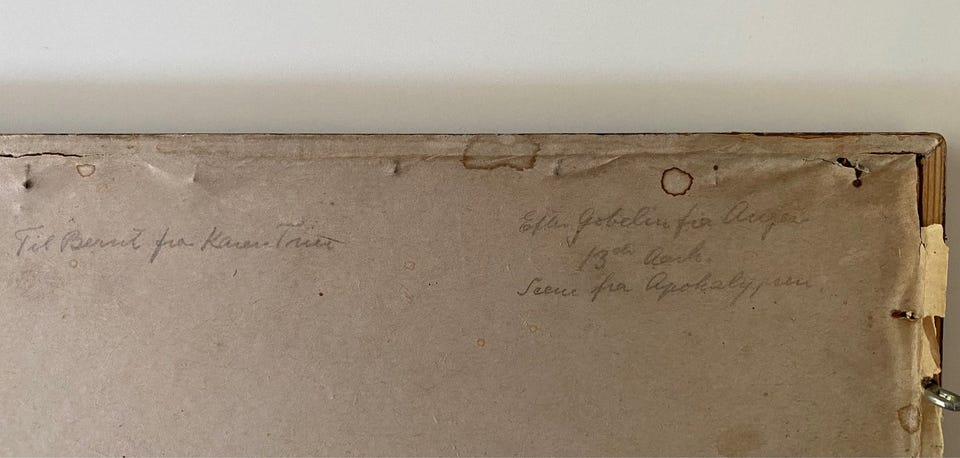 Til Bernt fra Karen Trier
Efter Gobelin fra Angers
13de Aarh.
Scene fra Apokalypsen.